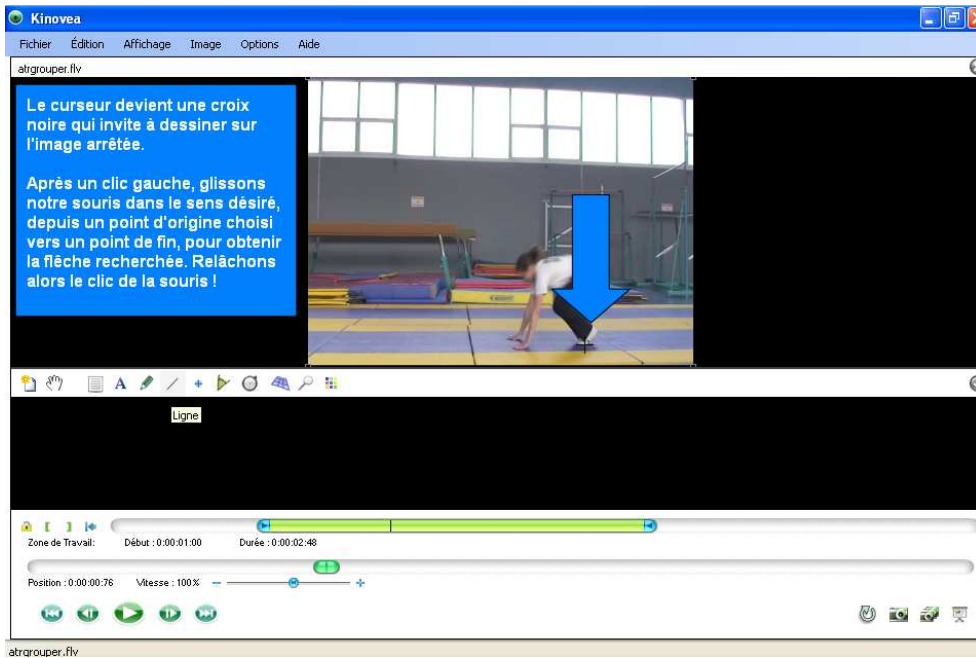 Kinovea
Fichier Édition Affichage Image Options Aide
atrgrouper.flv
Le curseur devient une croix
noire qui invite à dessiner sur
l'image arrêtée.
Après un clic gauche, glissons
notre souris dans le sens désiré,
depuis un point d'origine choisi
vers un point de fin, pour obtenir
la flêche recherchée. Relâchons
alors le clic de la souris !
A
Ligne
Zone de Travail: Début : 0:00:01:00 Durée : 0:00:02:48
Position : 0:00:00:76 Vitesse : 100%
atrgrouper.flv